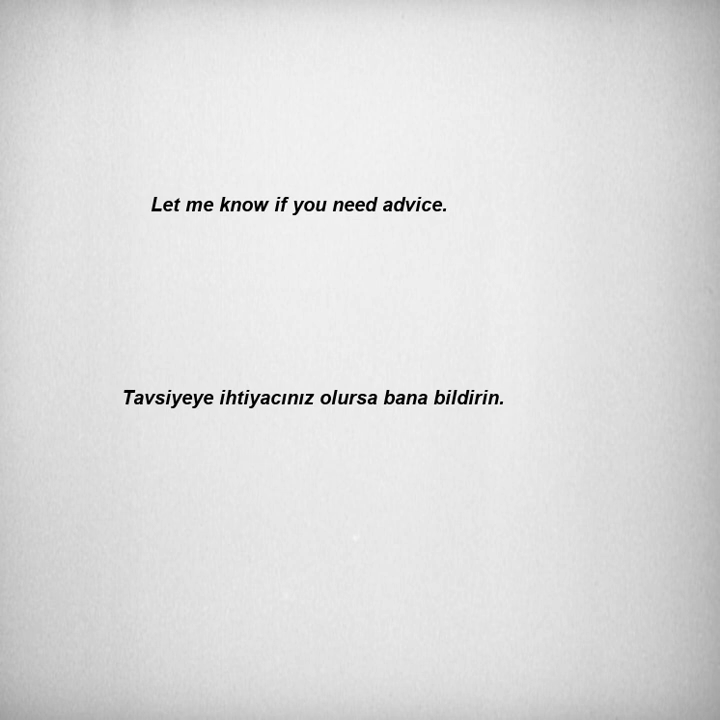 Let me know if you need advice.
Tavsiyeye ihtiyacınız olursa bana bildirin.